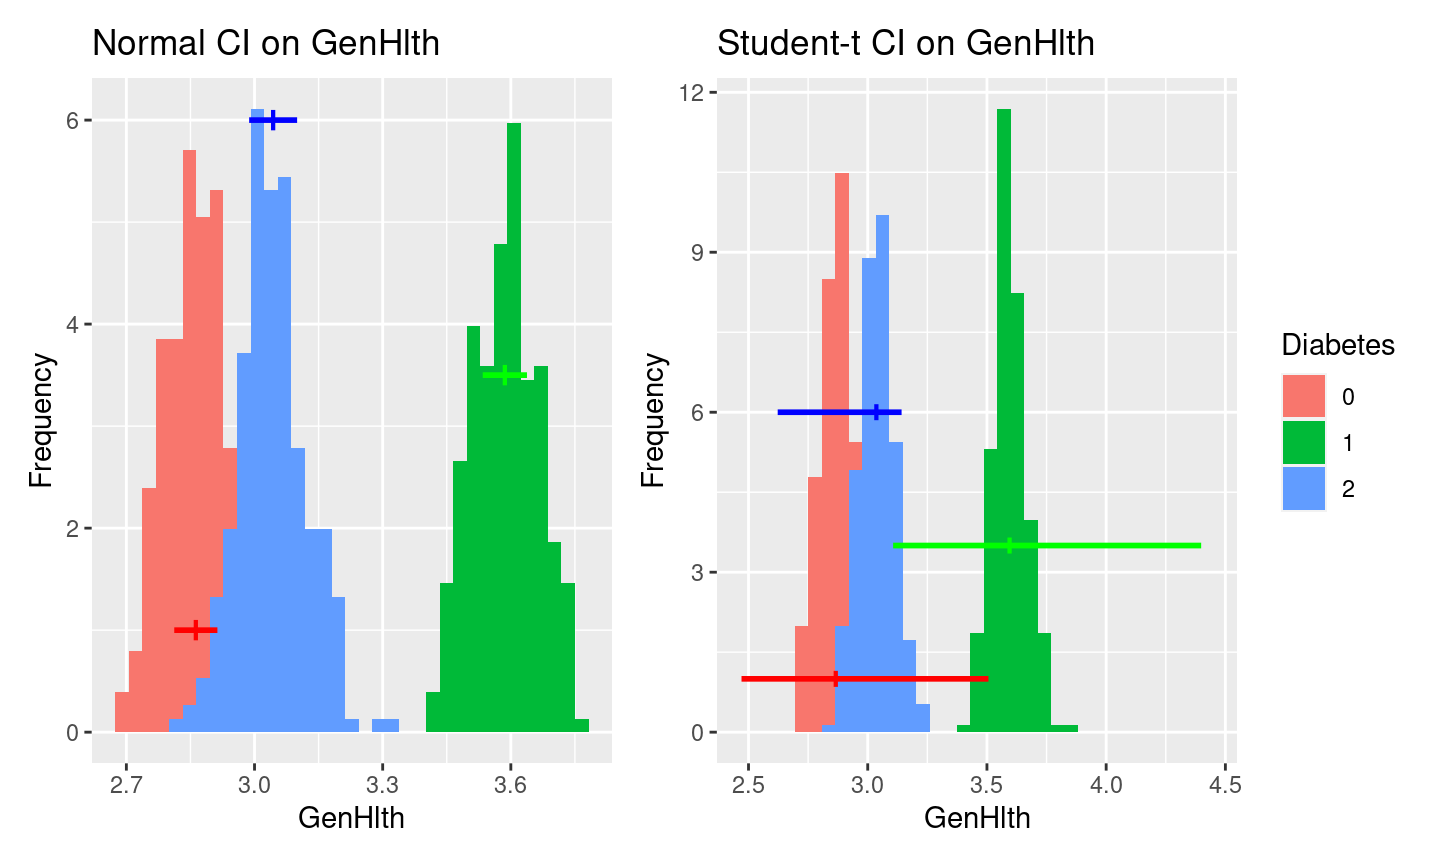 Normal CI on GenHlth
6
4
2
0
Frequency
2.7 3.0 3.3 3.6
GenHlth
Student-t CI on GenHlth
12
9
6
3
0
Frequency
2.5 3.0 3.5 4.0 4.5
GenHlth
Diabetes
0
1
2